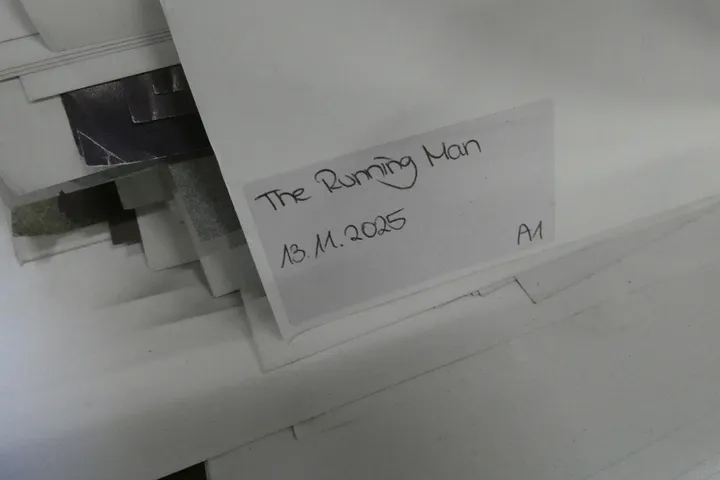 The Running Man
13.11.2025
A1